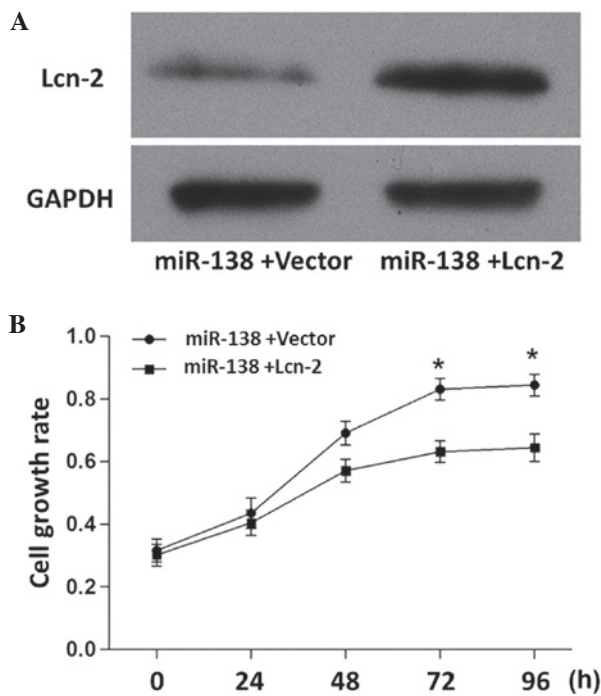 A
Lcn-2
GAPDH
miR-138 +Vector miR-138 +Lcn-2
B
miR-138 +Vector
miR-138 +Lcn-2
Cell growth rate
1.0
0.8
0.6
0.4
0.2
0.0
* *
0 24 48 72 96 (h)